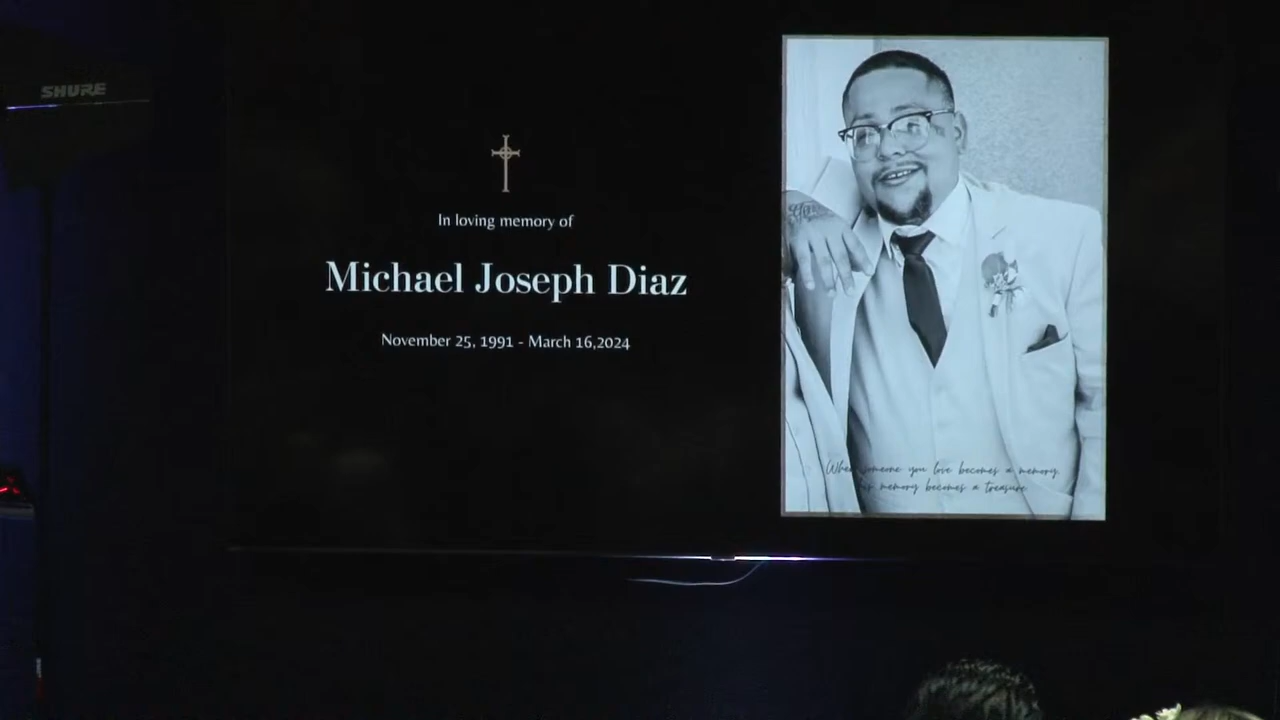 SHURE
In loving memory of
Michael Joseph Diaz
November 25, 1991 - March 16,2024
When someone you love becomes a memory,
memory becomes a treasure